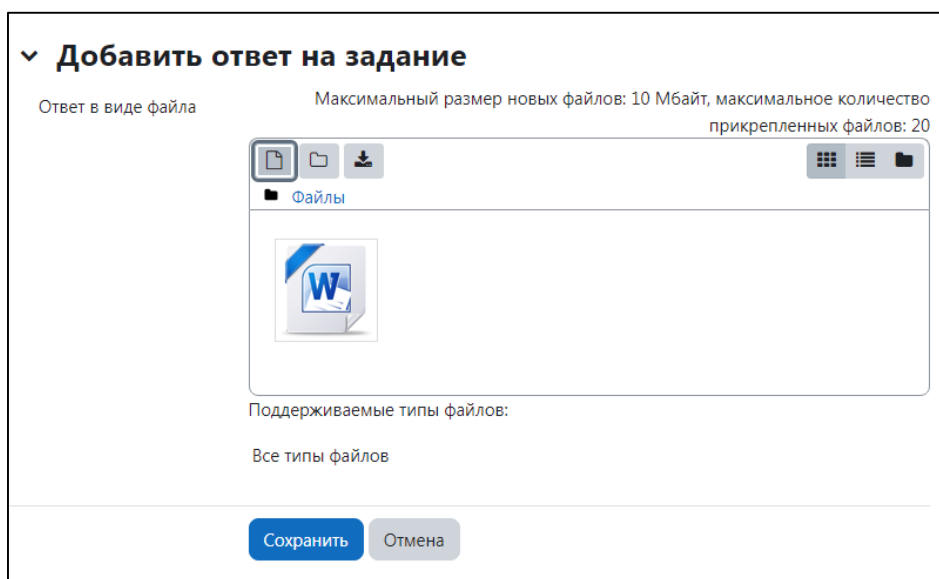 Добавить ответ на задание
Ответ в виде файла
Максимальный размер новых файлов: 10 Мбайт, максимальное количество
прикрепленных файлов: 20
Файлы
W
Поддерживаемые типы файлов:
Все типы файлов
Сохранить Отмена